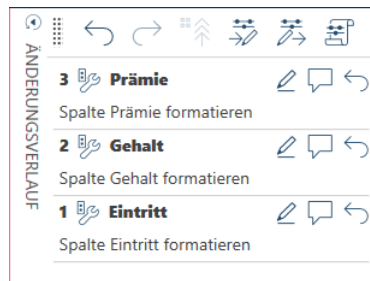 ÄNDERUNGSVERLAUF
3 Prämie
Spalte Prämie formatieren
2 Gehalt
Spalte Gehalt formatieren
1 Eintritt
Spalte Eintritt formatieren